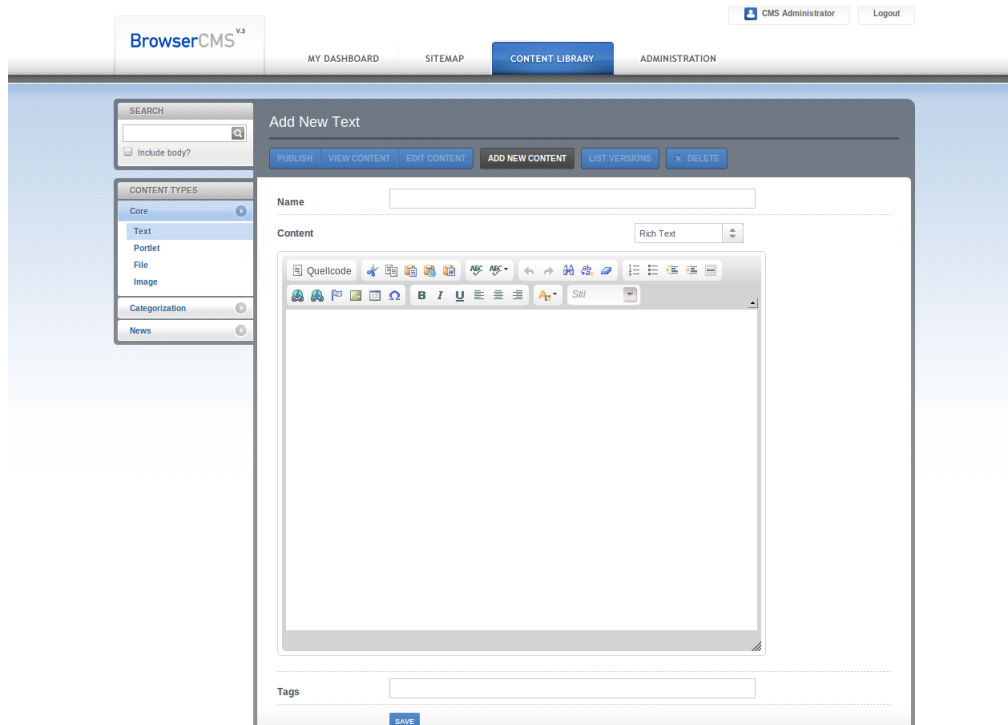 CMS Administrator Logout
BrowserCMS V.3
MY DASHBOARD SITEMAP CONTENT LIBRARY ADMINISTRATION
SEARCH
Include body?
CONTENT TYPES
Core
Text
Portlet
File
Image
Categorization
News
Add New Text
PUBLISH VIEW CONTENT EDIT CONTENT ADD NEW CONTENT LIST VERSIONS DELETE
Name
Content Rich Text
Quellcode ABC ABC
B I U A Stil
Tags
SAVE